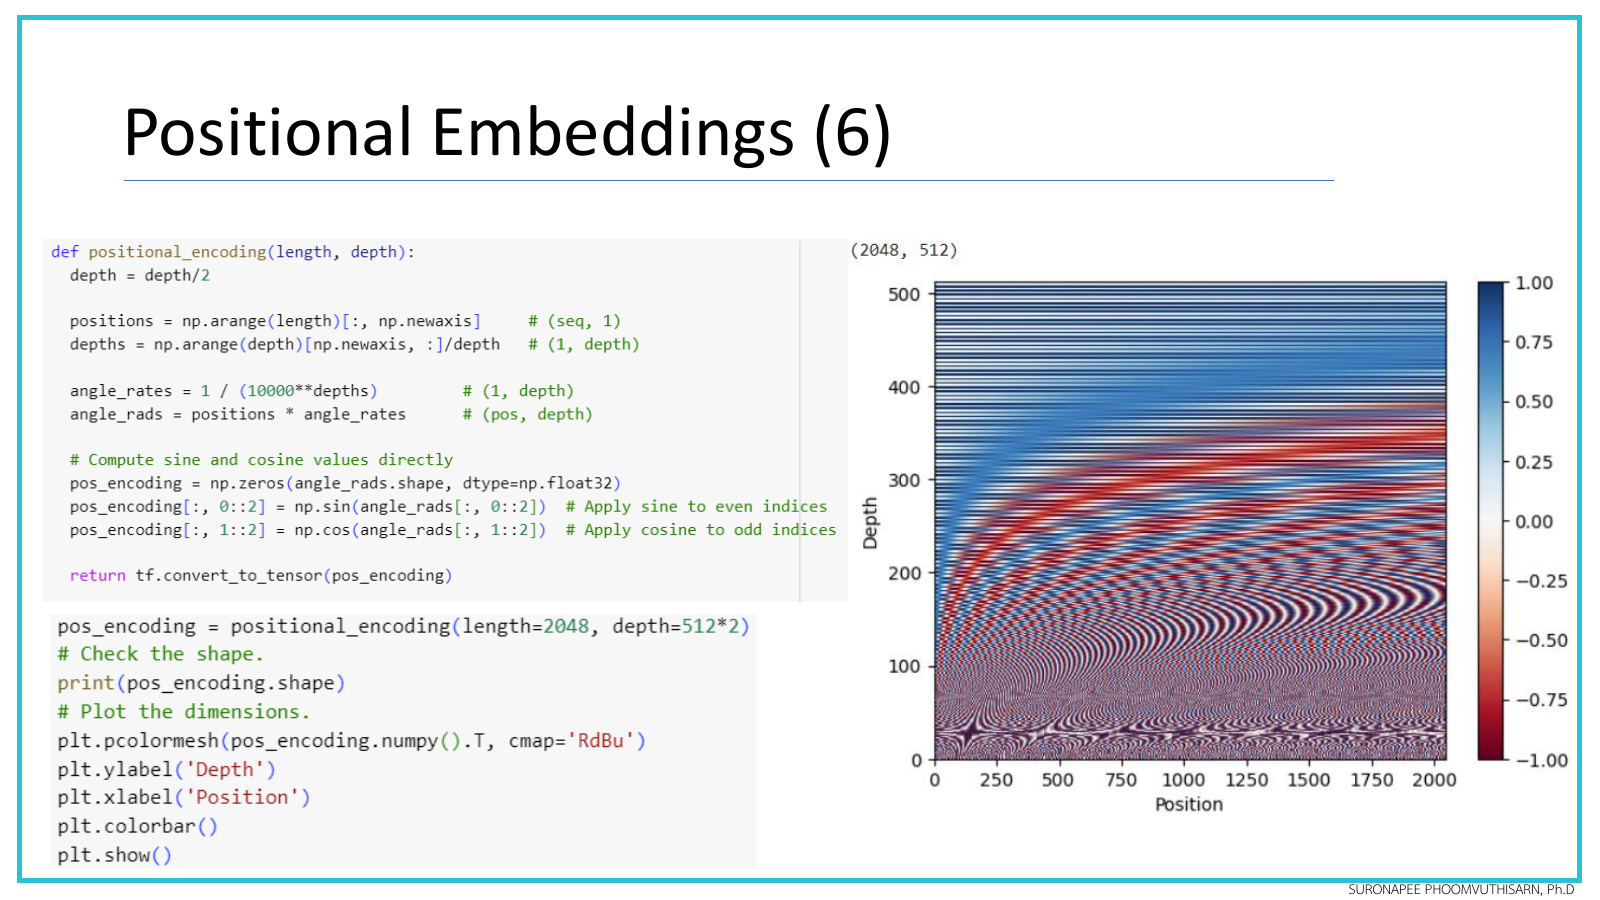 Positional Embeddings (6)
def positional_encoding(length, depth):
  depth = depth/2
  positions = np.arange(length)[:, np.newaxis]     # (seq, 1)
  depths = np.arange(depth)[np.newaxis, :]/depth   # (1, depth)
  angle_rates = 1 / (10000**depths)         # (1, depth)
  angle_rads = positions * angle_rates      # (pos, depth)
  # Compute sine and cosine values directly
  pos_encoding = np.zeros(angle_rads.shape, dtype=np.float32)
  pos_encoding[:, 0::2] = np.sin(angle_rads[:, 0::2])  # Apply sine to even indices
  pos_encoding[:, 1::2] = np.cos(angle_rads[:, 1::2])  # Apply cosine to odd indices
  return tf.convert_to_tensor(pos_encoding)
pos_encoding = positional_encoding(length=2048, depth=512*2)
# Check the shape.
print(pos_encoding.shape)
# Plot the dimensions.
plt.pcolormesh(pos_encoding.numpy().T, cmap='RdBu')
plt.ylabel('Depth')
plt.xlabel('Position')
plt.colorbar()
plt.show()
(2048, 512)
500
400
300
200
100
0
Depth
0 250 500 750 1000 1250 1500 1750 2000
Position
1.00
0.75
0.50
0.25
0.00
−0.25
−0.50
−0.75
−1.00
SURONAPEE PHOOMVUTHISARN, Ph.D